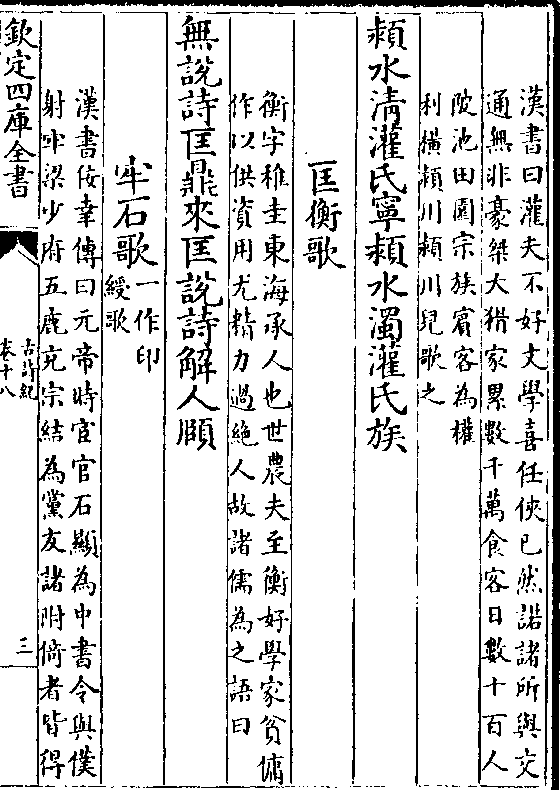 漢書曰灌夫不好文學喜任俠已然諾諸所與交
通無非豪桀大猾家累數千萬食客日數十百人
陂池田園宗族賓客為權
利橫潁川潁川兒歌之
潁水清灌氏寧潁水濁灌氏族
匡衡歌
衡字稚圭東海承人也世農夫至衡好學家貧傭
作以供資用尤精力過絶人故諸儒為之語曰
無說詩匡鼎來匡說詩解人頤
牢石歌
一作印
綬歌
漢書佞幸傳曰元帝時宦官石顯為中書令與僕
射牢梁少府五鹿充宗結為黨友諸附倚者皆得
欽定四庫全書
古詩紀
卷十八
三